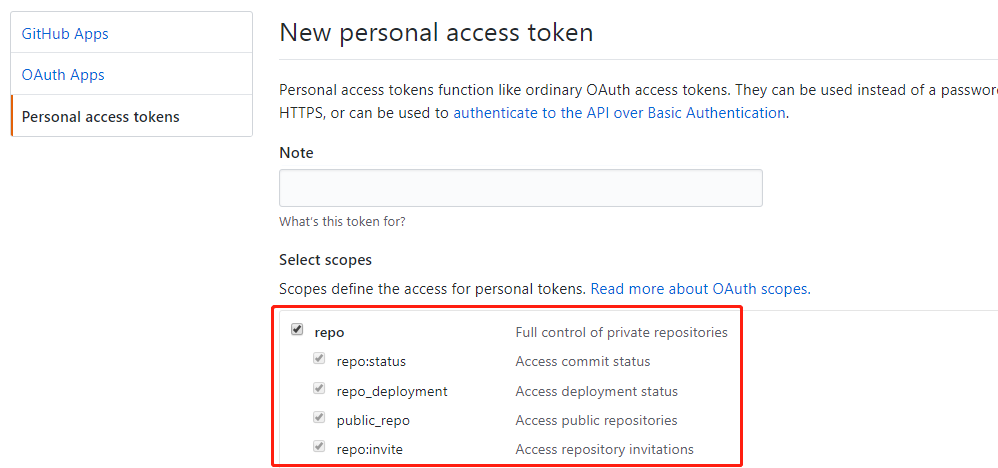 GitHub Apps
OAuth Apps
Personal access tokens
New personal access token
Personal access tokens function like ordinary OAuth access tokens. They can be used instead of a password
HTTPS, or can be used to authenticate to the API over Basic Authentication.
Note
What's this token for?
Select scopes
Scopes define the access for personal tokens. Read more about OAuth scopes.
repo Full control of private repositories
repo:status Access commit status
repo_deployment Access deployment status
public_repo Access public repositories
repo:invite Access repository invitations